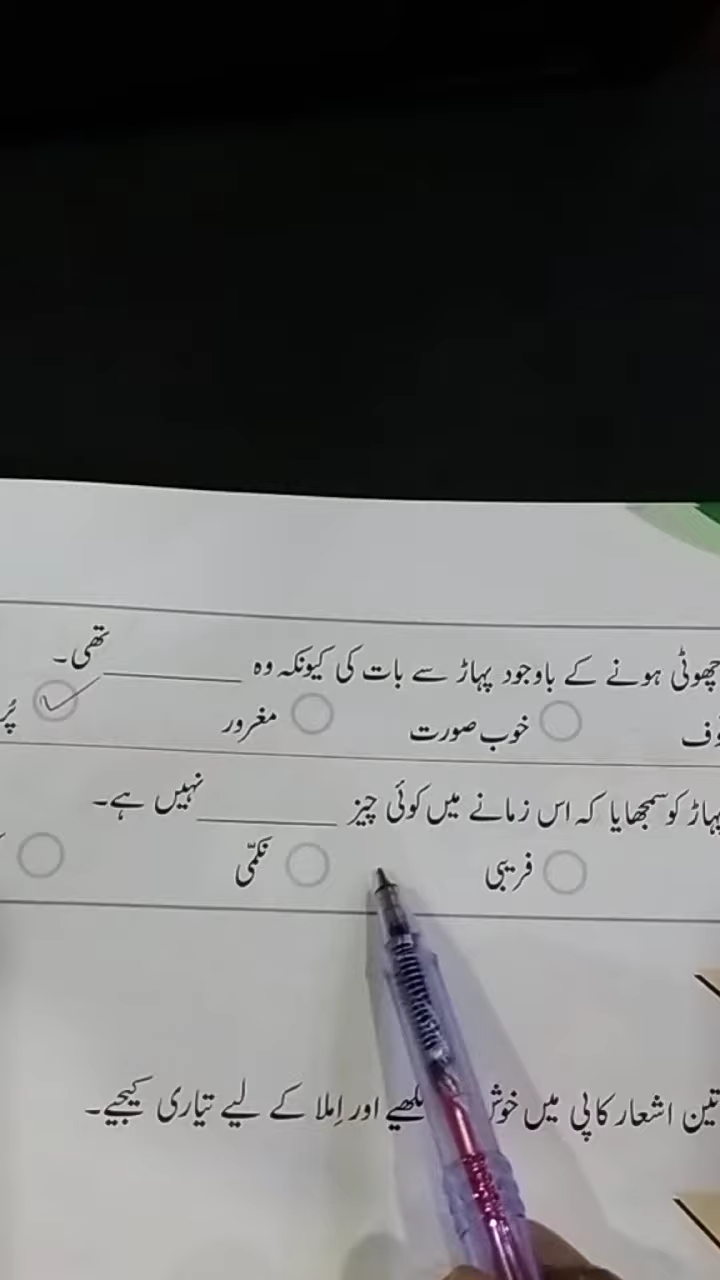 چھوٹی ہونے کے باوجود پہاڑ سے بات کی کیونکہ وہ ________ تھی۔
خوب صورت مغرور
پہاڑ کو سمجھایا کہ اس زمانے میں کوئی چیز ________ نہیں ہے۔
فریبی نکمّی
تین اشعار کاپی میں خوش لکھیے اور اِملا کے لیے تیاری کیجیے۔